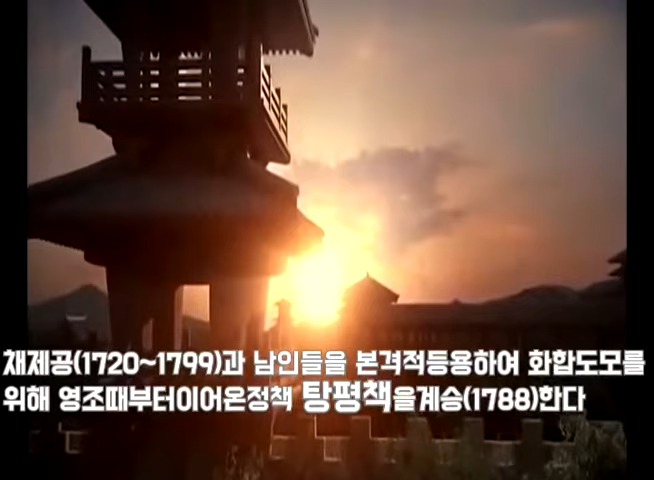 채제공(1720~1799)과 남인들을 본격적등용하여 화합도모를
위해 영조때부터이어온정책 탕평책을계승(1788)한다